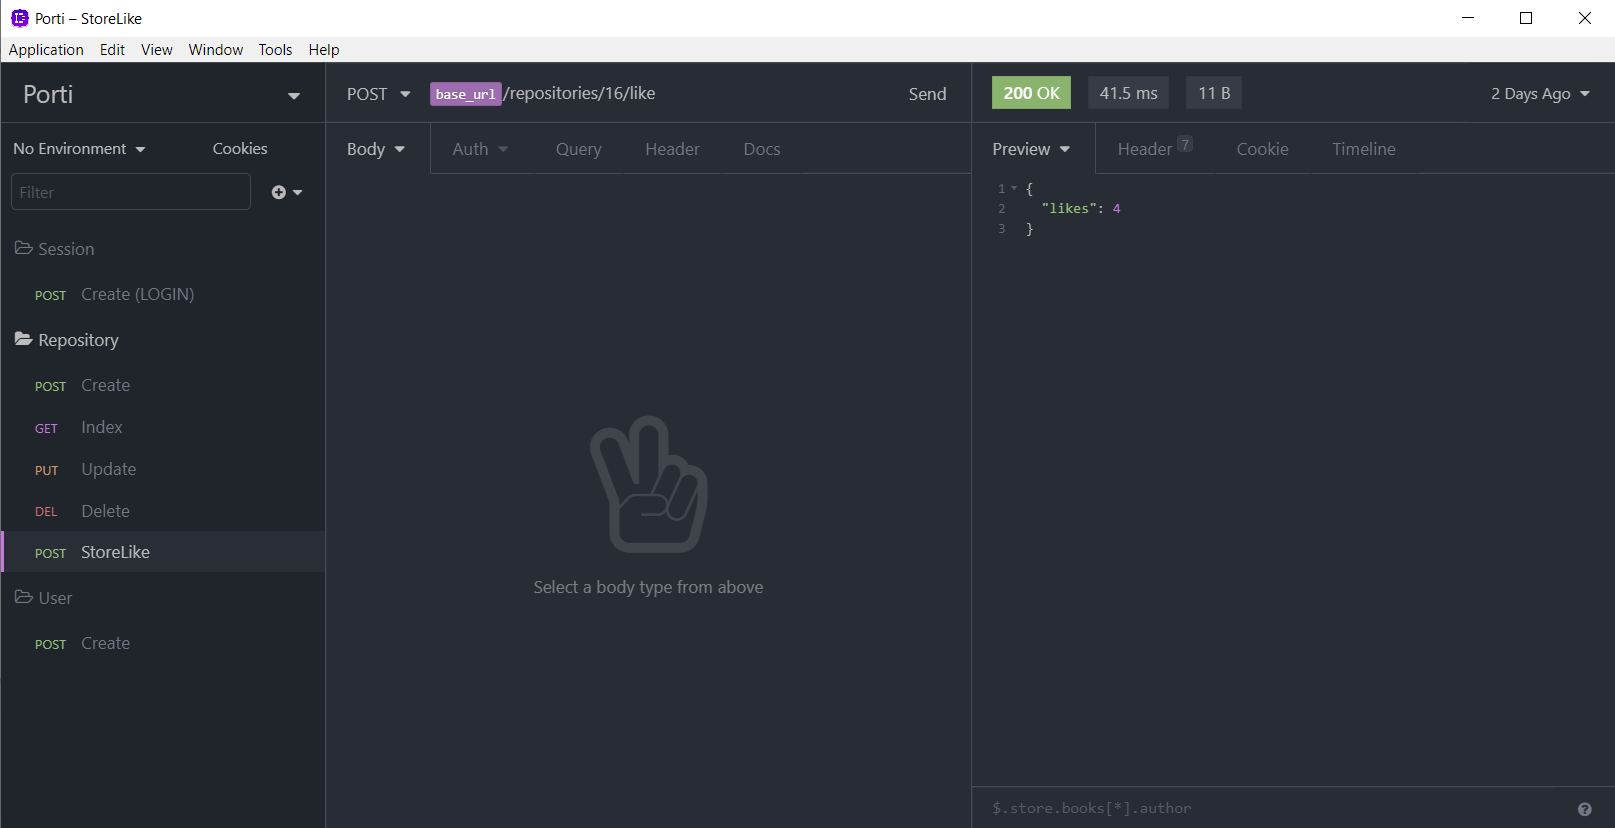 Porti – StoreLike
Application Edit View Window Tools Help
Porti
POST base_url/repositories/16/like Send
200 OK 41.5 ms 11 B 2 Days Ago
No Environment Cookies
Body Auth Query Header Docs
Preview Header 7 Cookie Timeline
Filter
1 {
2 "likes": 4
3 }
Session
POST Create (LOGIN)
Repository
POST Create
GET Index
PUT Update
DEL Delete
POST StoreLike
User
POST Create
Select a body type from above
$.store.books[*].author